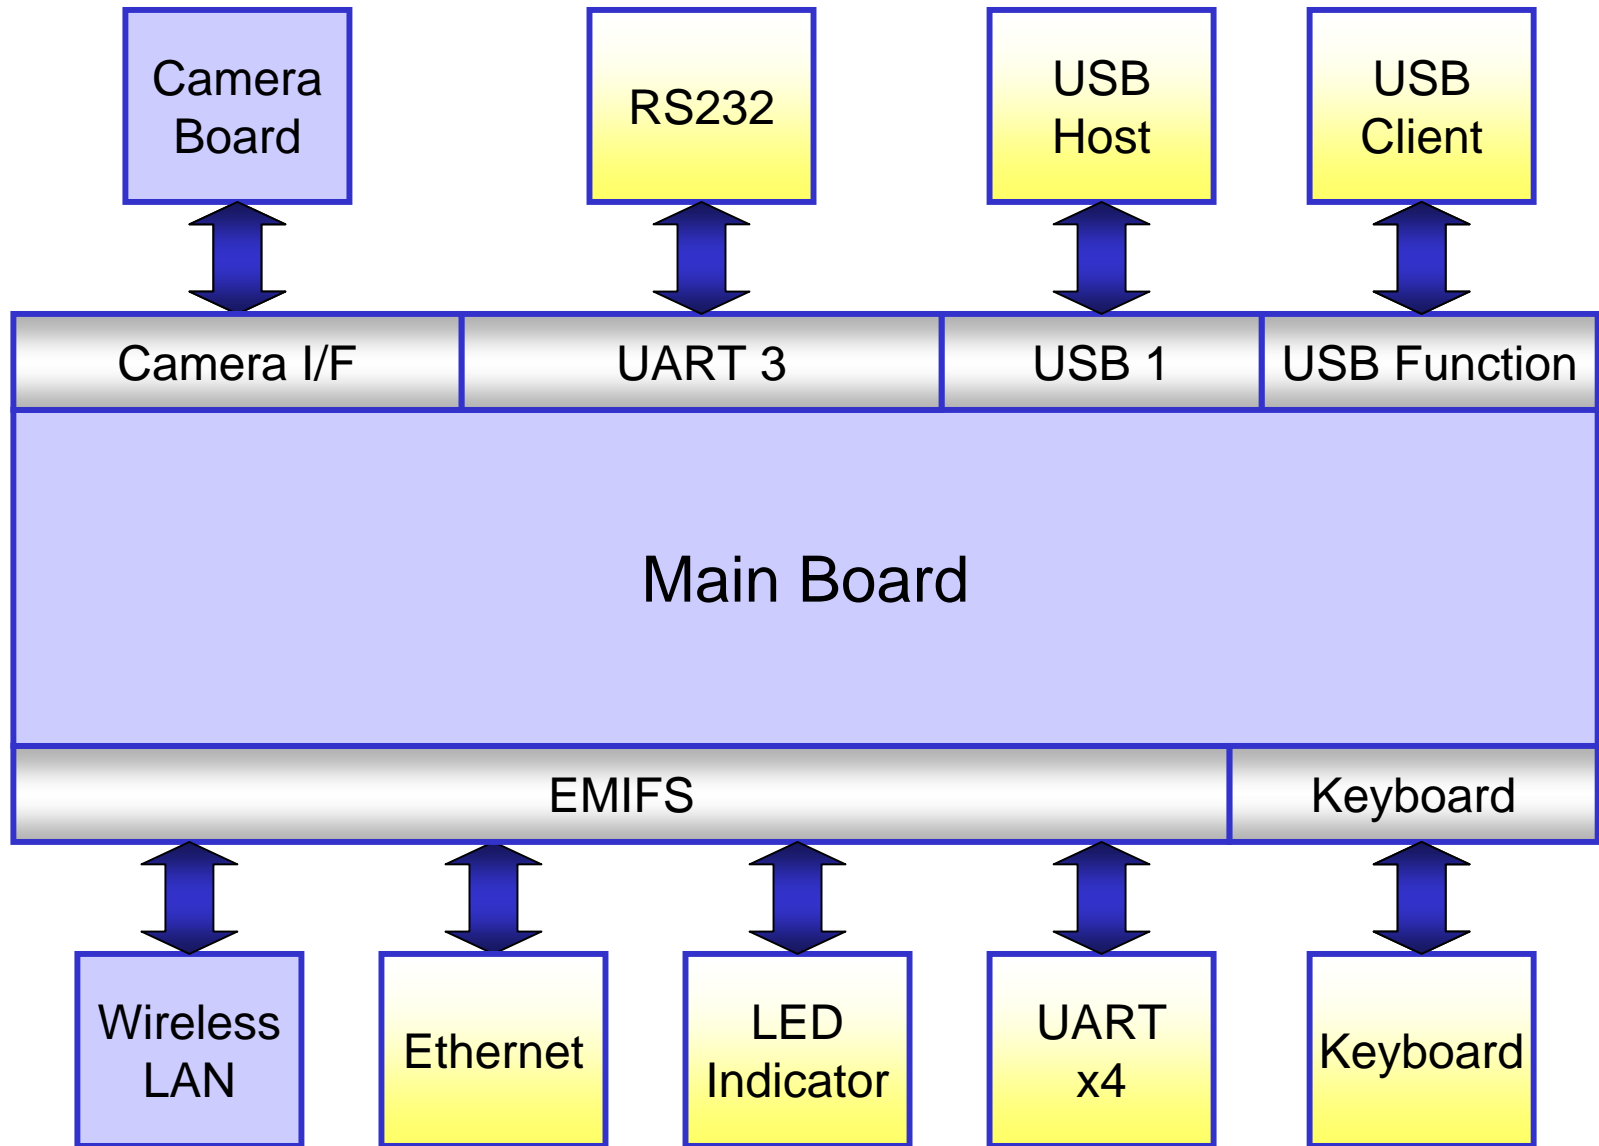 Camera
Board
RS232
USB
Host
USB
Client
Camera I/F
UART 3
USB 1
USB Function
Main Board
EMIFS
Keyboard
Wireless
LAN
Ethernet
LED
Indicator
UART
x4
Keyboard